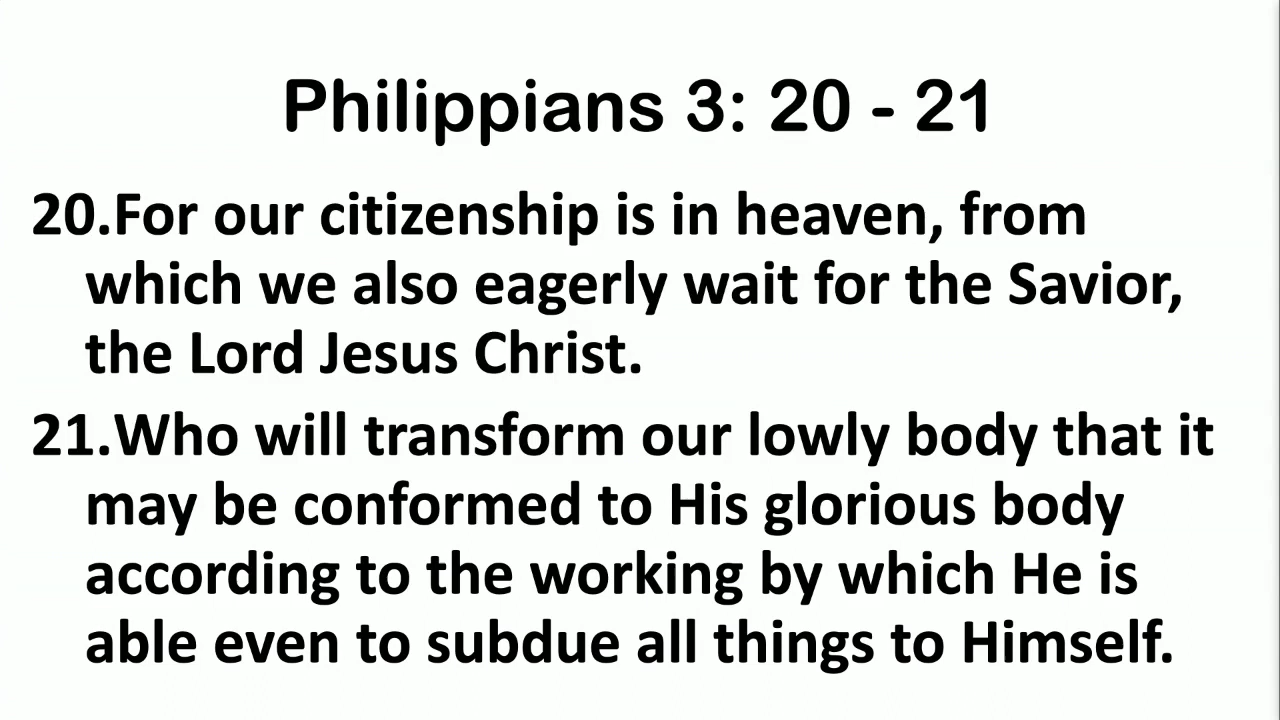 Philippians 3: 20 - 21
20.For our citizenship is in heaven, from
which we also eagerly wait for the Savior,
the Lord Jesus Christ.
21.Who will transform our lowly body that it
may be conformed to His glorious body
according to the working by which He is
able even to subdue all things to Himself.